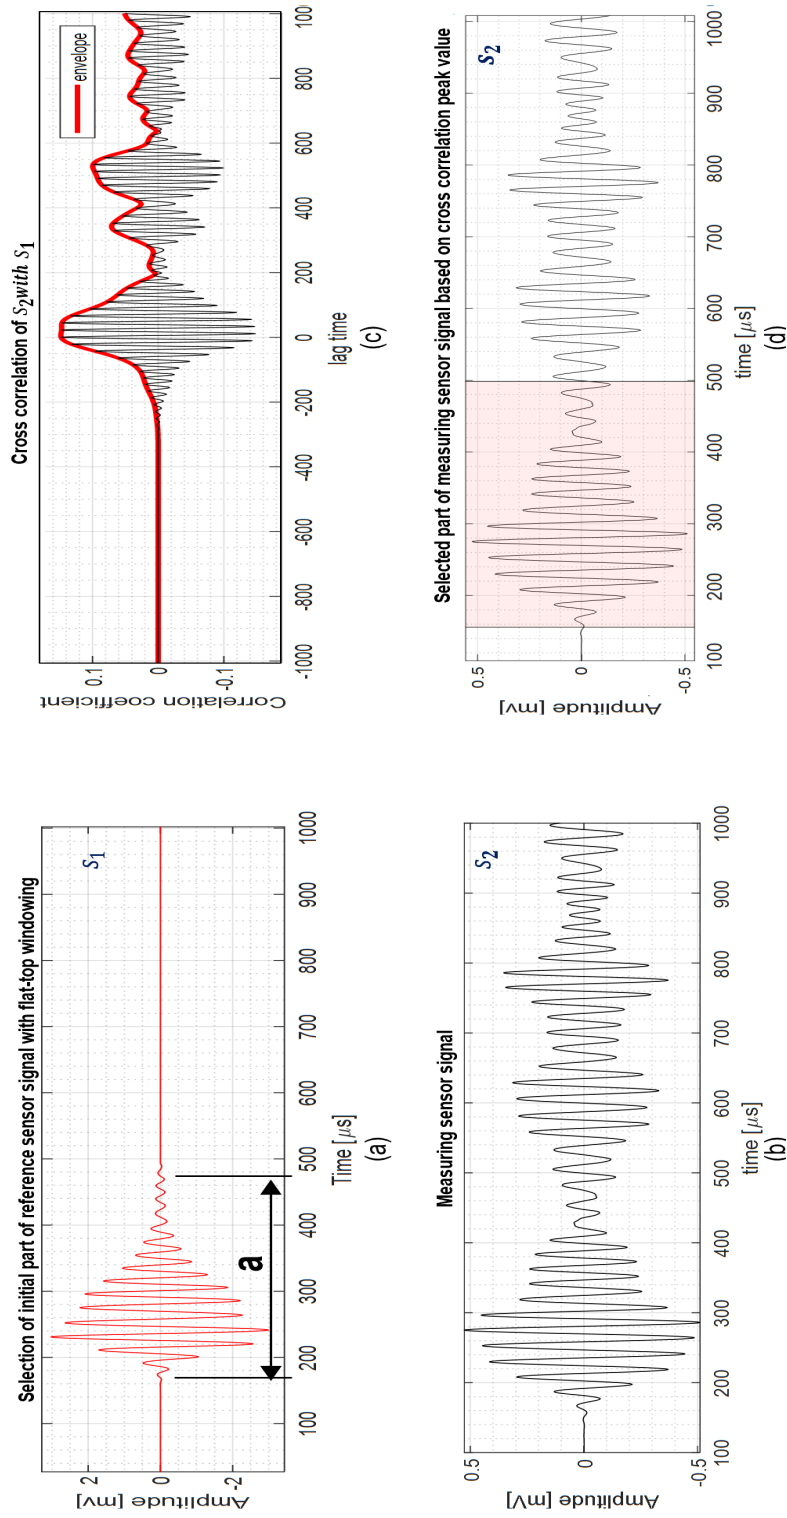 Selection of initial part of reference sensor signal with flat-top windowing
S1
a
Amplitude [mv]
2
0
-2
100
200
300
400
500
600
700
800
900
1000
Time [μs]
(a)
Cross correlation of S2with S1
envelope
Correlation coefficient
0.1
0
-0.1
-1000
-800
-600
-400
-200
0
200
400
600
800
100
lag time
(c)
Measuring sensor signal
S2
Amplitude [mV]
0.5
0
-0.5
100
200
300
400
500
600
700
800
900
1000
time [μs]
(b)
Selected part of measuring sensor signal based on cross correlation peak value
S2
Amplitude [mv]
0.5
0
-0.5
100
200
300
400
500
600
700
800
900
1000
time [μs]
(d)